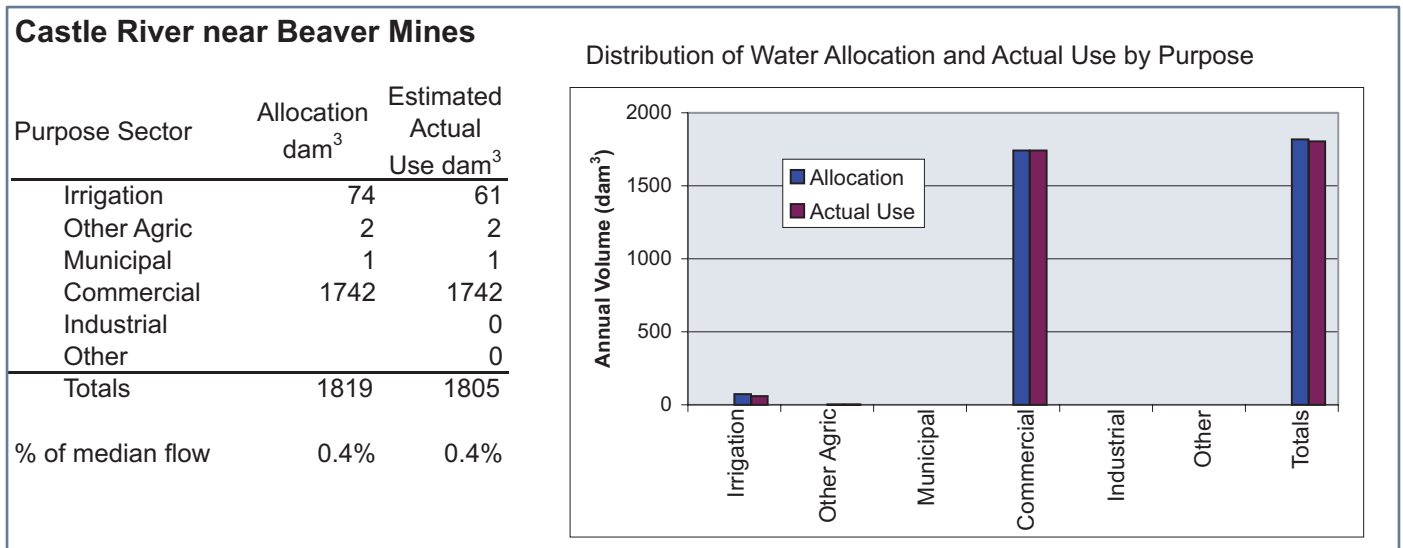 Castle River near Beaver Mines
Purpose Sector Allocation dam³ Estimated Actual Use dam³
Irrigation 74 61
Other Agric 2 2
Municipal 1 1
Commercial 1742 1742
Industrial 0
Other 0
Totals 1819 1805
% of median flow 0.4% 0.4%
Distribution of Water Allocation and Actual Use by Purpose
Annual Volume (dam³)
2000
1500
1000
500
0
Allocation
Actual Use
Irrigation
Other Agric
Municipal
Commercial
Industrial
Other
Totals